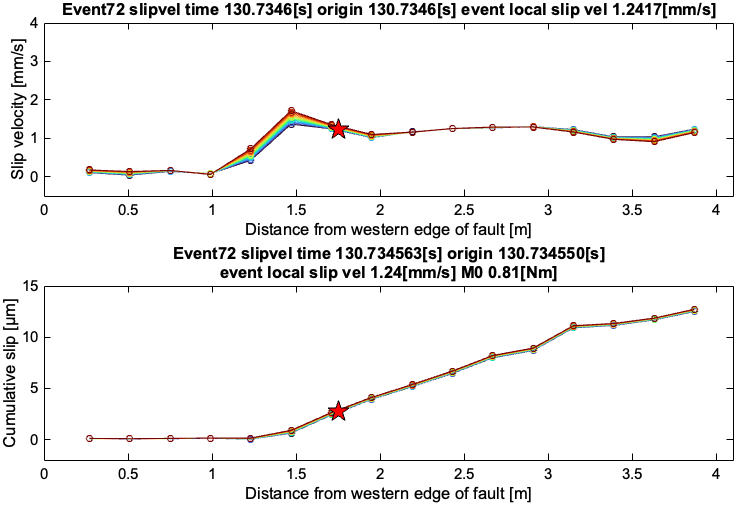 Event72 slipvel time 130.7346[s] origin 130.7346[s] event local slip vel 1.2417[mm/s]
4
3
2
1
0
Slip velocity [mm/s]
0 0.5 1 1.5 2 2.5 3 3.5 4
Distance from western edge of fault [m]
Event72 slipvel time 130.734563[s] origin 130.734550[s]
event local slip vel 1.24[mm/s] M0 0.81[Nm]
15
10
5
0
Cumulative slip [μm]
0 0.5 1 1.5 2 2.5 3 3.5 4
Distance from western edge of fault [m]